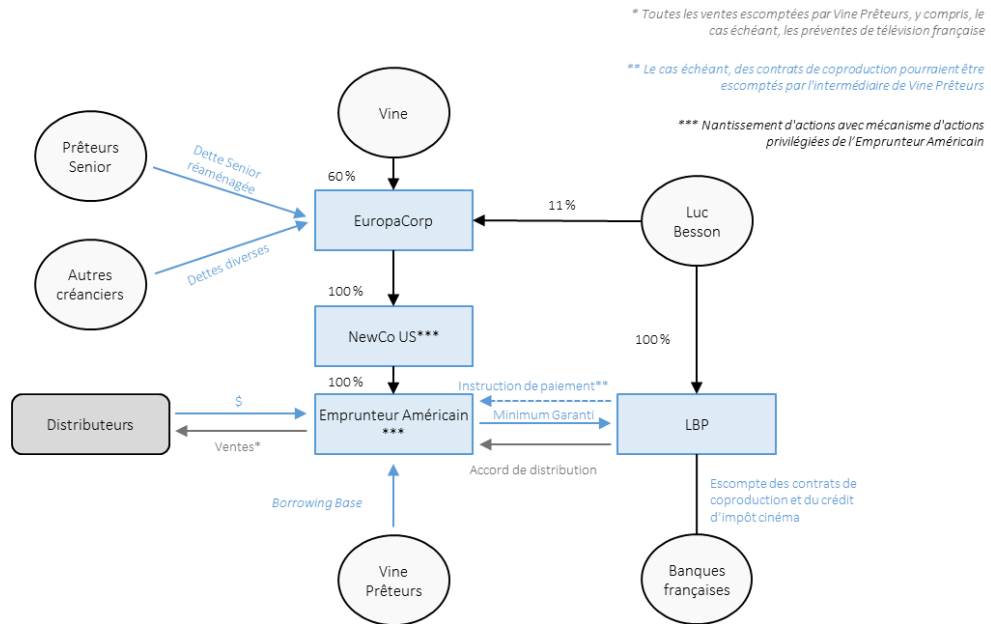 * Toutes les ventes escomptées par Vine Prêteurs, y compris, le
cas échéant, les préventes de télévision française
** Le cas échéant, des contrats de coproduction pourraient être
escomptés par l'intermédiaire de Vine Prêteurs
*** Nantissement d'actions avec mécanisme d'actions
privilégiées de l'Emprunteur Américain
Vine
Prêteurs
Senior
Dette Senior
réaménagée
60 %
EuropaCorp
11 %
Luc
Besson
Autres
créanciers
Dettes diverses
100 %
NewCo US***
100 %
100 %
Distributeurs
$
Ventes*
Emprunteur Américain
***
Instruction de paiement**
Minimum Garanti
Accord de distribution
LBP
Borrowing Base
Escompte des contrats de
coproduction et du crédit
d'impôt cinéma
Vine
Prêteurs
Banques
françaises